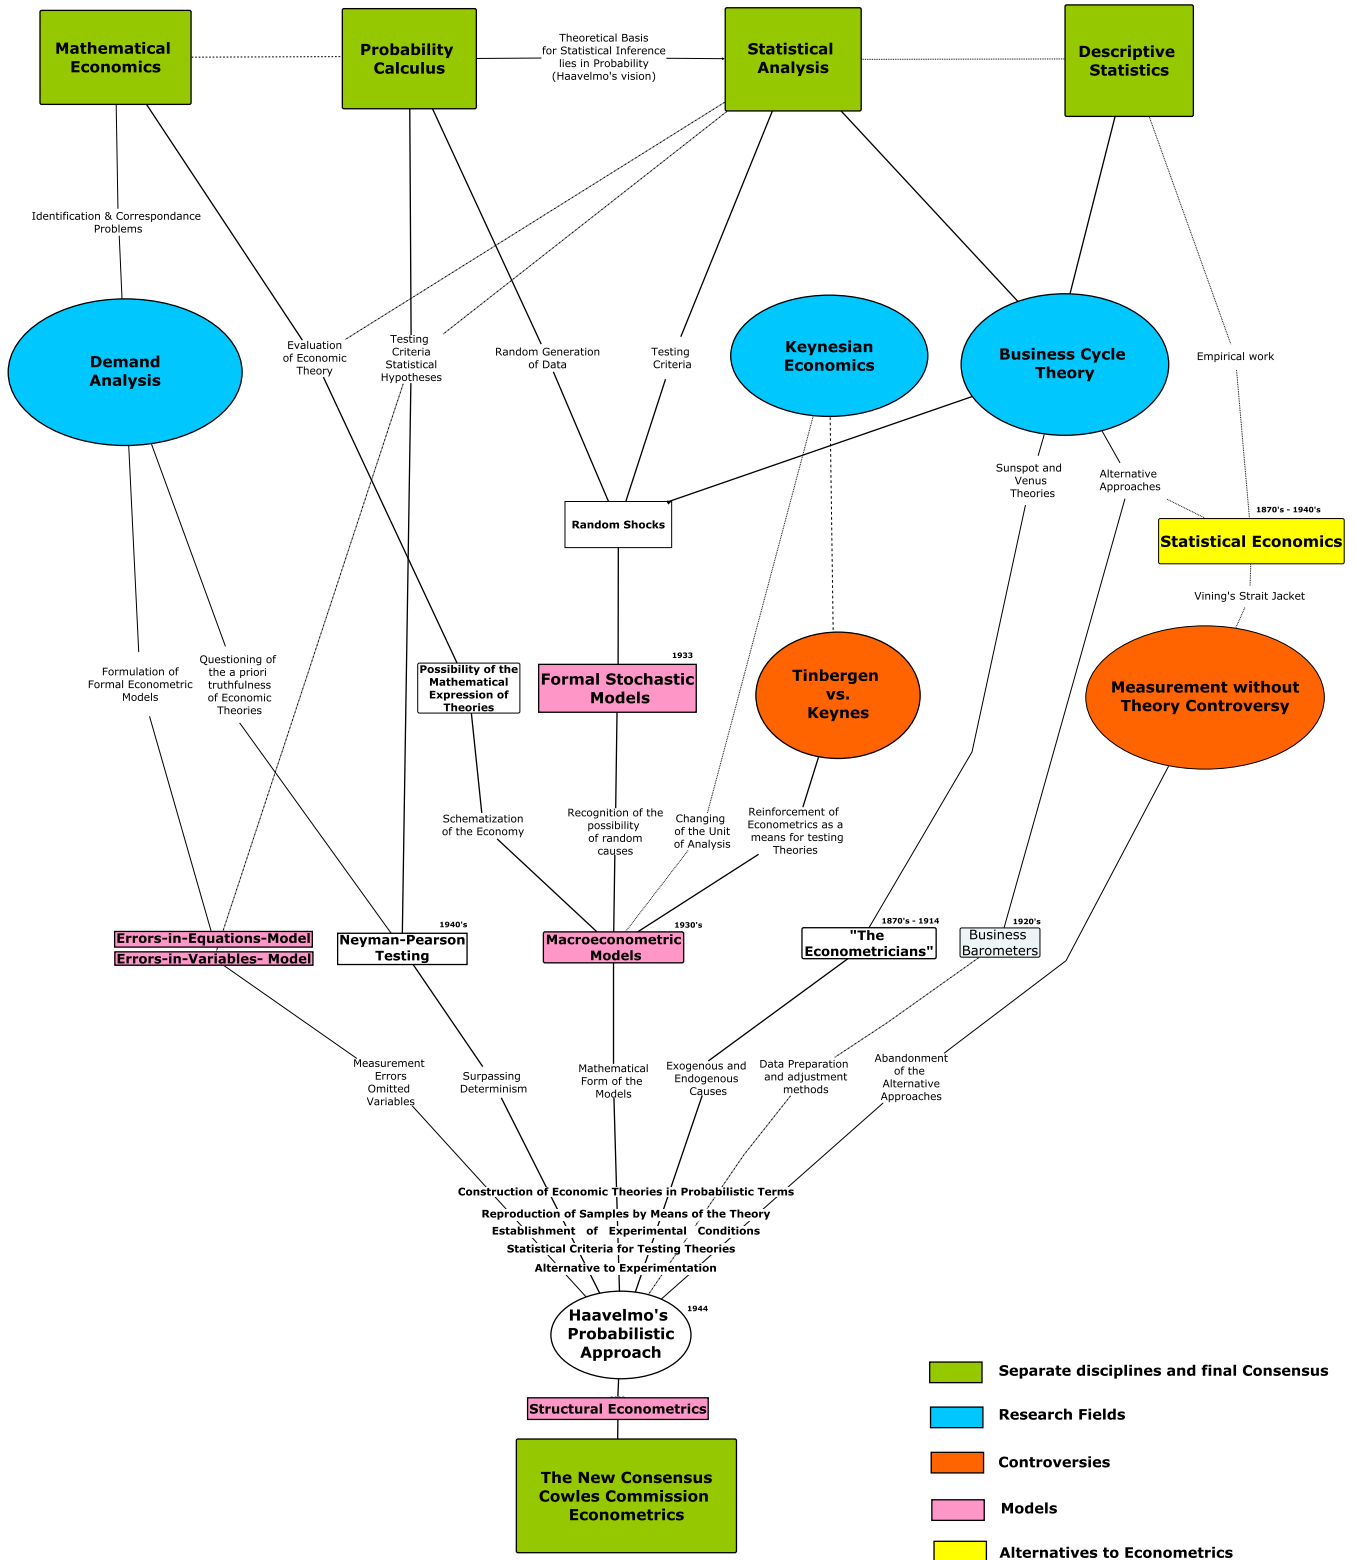 Mathematical
Economics
Probability
Calculus
Theoretical Basis
for Statistical Inference
lies in Probability
(Haavelmo's vision)
Statistical
Analysis
Descriptive
Statistics
Identification & Correspondance
Problems
Demand
Analysis
Evaluation
of Economic
Theory
Testing
Criteria
Statistical
Hypotheses
Random Generation
of Data
Testing
Criteria
Keynesian
Economics
Business Cycle
Theory
Empirical work
Sunspot and
Venus
Theories
Alternative
Approaches
1870's - 1940's
Statistical Economics
Random Shocks
Vining's Strait Jacket
Formulation of
Formal Econometric
Models
Questioning of
the a priori
truthfulness
of Economic
Theories
Possibility of the
Mathematical
Expression of
Theories
1933
Formal Stochastic
Models
Tinbergen
vs.
Keynes
Measurement without
Theory Controversy
Schematization
of the Economy
Recognition of the
possibility
of random
causes
Changing
of the Unit
of Analysis
Reinforcement of
Econometrics as a
means for testing
Theories
Errors-in-Equations-Model
Errors-in-Variables- Model
1940's
Neyman-Pearson
Testing
1930's
Macroeconometric
Models
1870's - 1914
"The
Econometricians"
1920's
Business
Barometers
Measurement
Errors
Omitted
Variables
Surpassing
Determinism
Mathematical
Form of the
Models
Exogenous and
Endogenous
Causes
Data Preparation
and adjustment
methods
Abandonment
of the
Alternative
Approaches
Construction of Economic Theories in Probabilistic Terms
Reproduction of Samples by Means of the Theory
Establishment of Experimental Conditions
Statistical Criteria for Testing Theories
Alternative to Experimentation
Haavelmo's
Probabilistic
Approach
1944
Structural Econometrics
The New Consensus
Cowles Commission
Econometrics
Separate disciplines and final Consensus
Research Fields
Controversies
Models
Alternatives to Econometrics